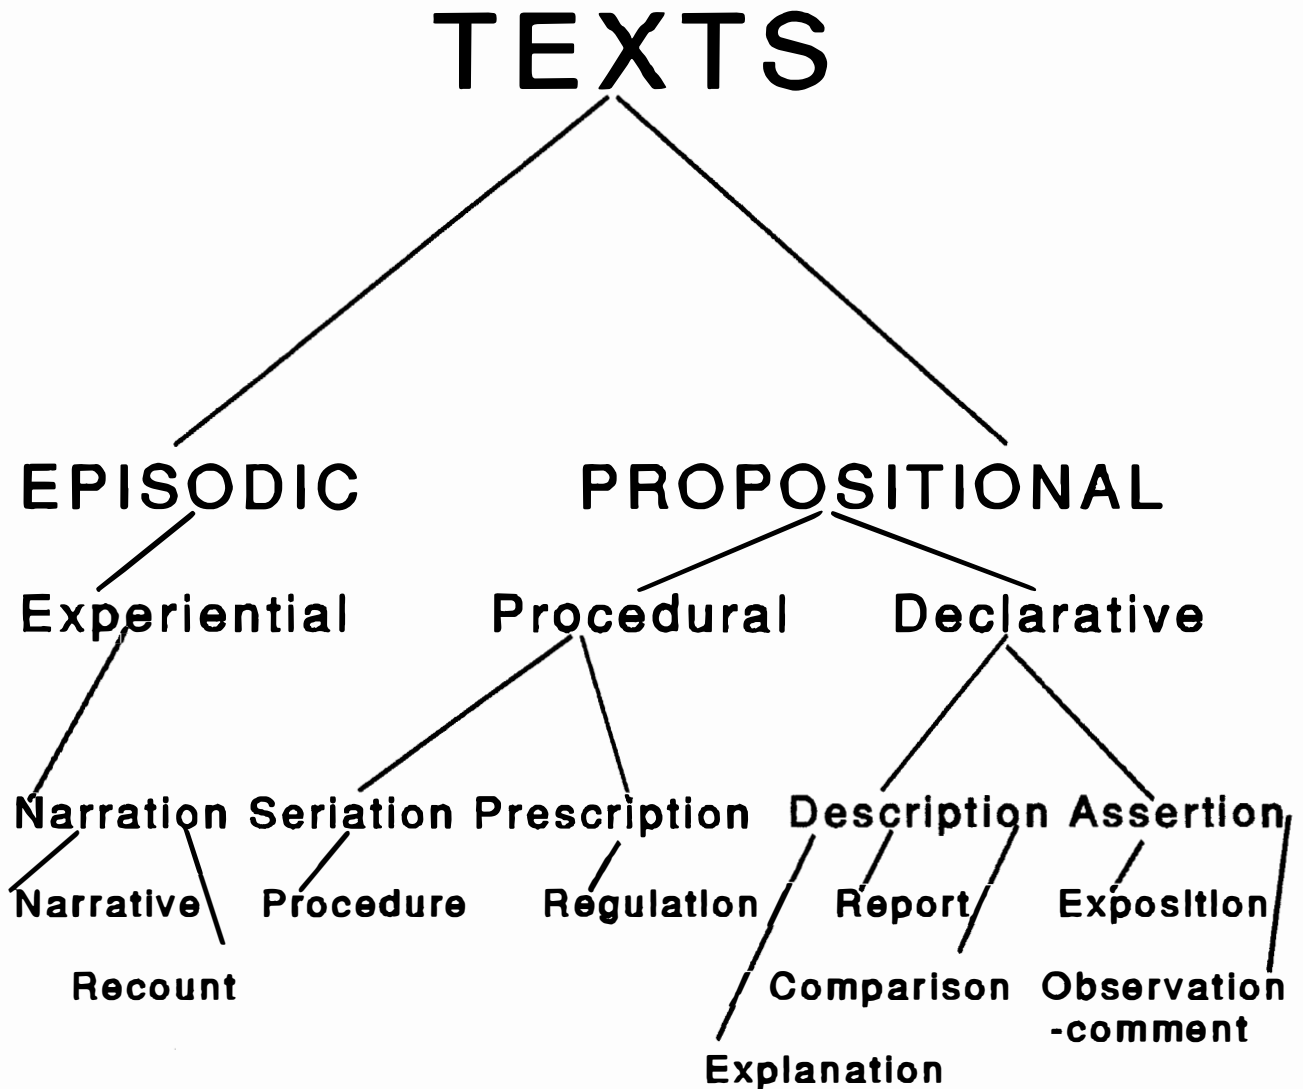 TEXTS
EPISODIC PROPOSITIONAL
Experiential Procedural Declarative
Narration Seriation Prescription Description Assertion
Narrative Procedure Regulation Report Exposition
Recount Comparison Observation
-comment
Explanation